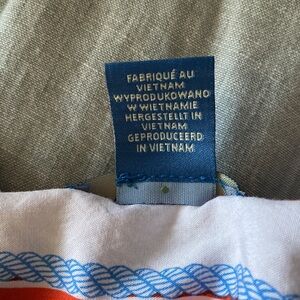 FABRIQUÉ AU
VIETNAM
WYPRODUKOWANO
W WIETNAMIE
HERGESTELLT IN
VIETNAM
GEPRODUCEERD
IN VIETNAM